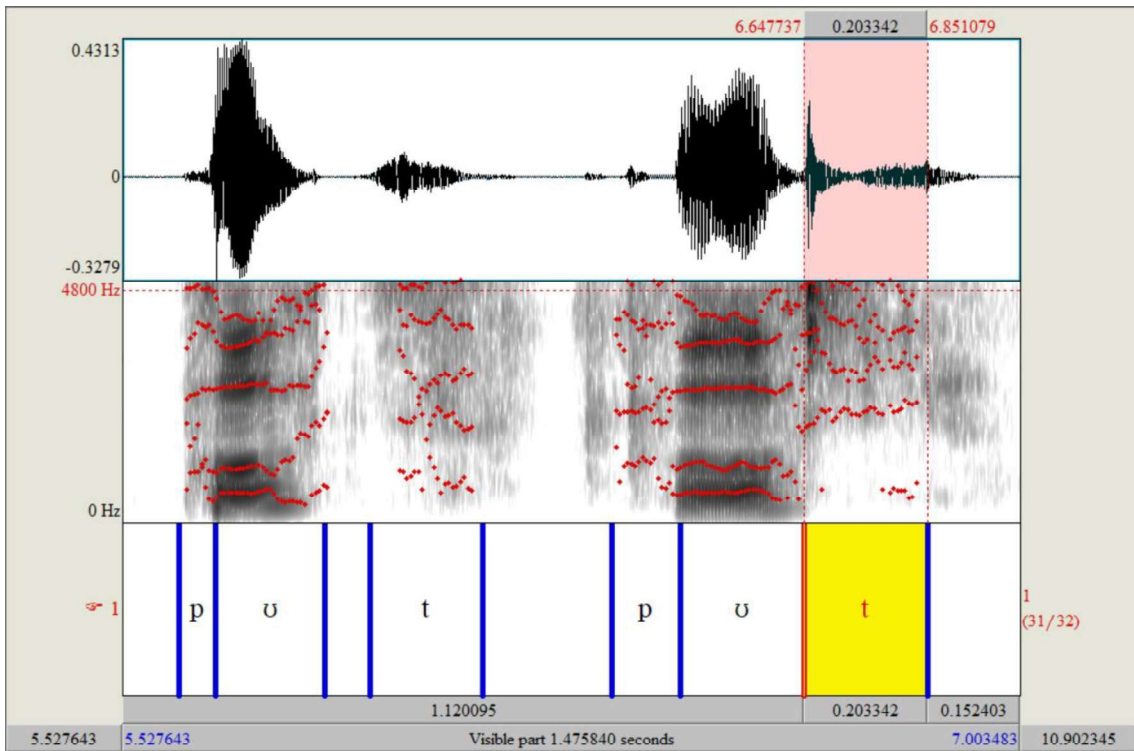 6.647737 0.203342 6.851079
0.4313
0
-0.3279
4800 Hz
0 Hz
☞ 1 p ʊ t p ʊ t 1
(31/32)
1.120095 0.203342 0.152403
5.527643 5.527643 Visible part 1.475840 seconds 7.003483 10.902345